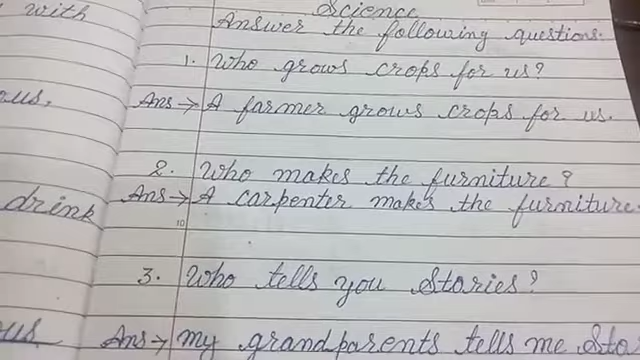 with
Science
Answer the following questions.
1. Who grows crops for us?
Ans → A farmer grows crops for us.
2. Who makes the furniture?
drink
Ans → A carpenter makes the furniture.
10
3. Who tells you stories?
Ans → My grandparents tells me Sto